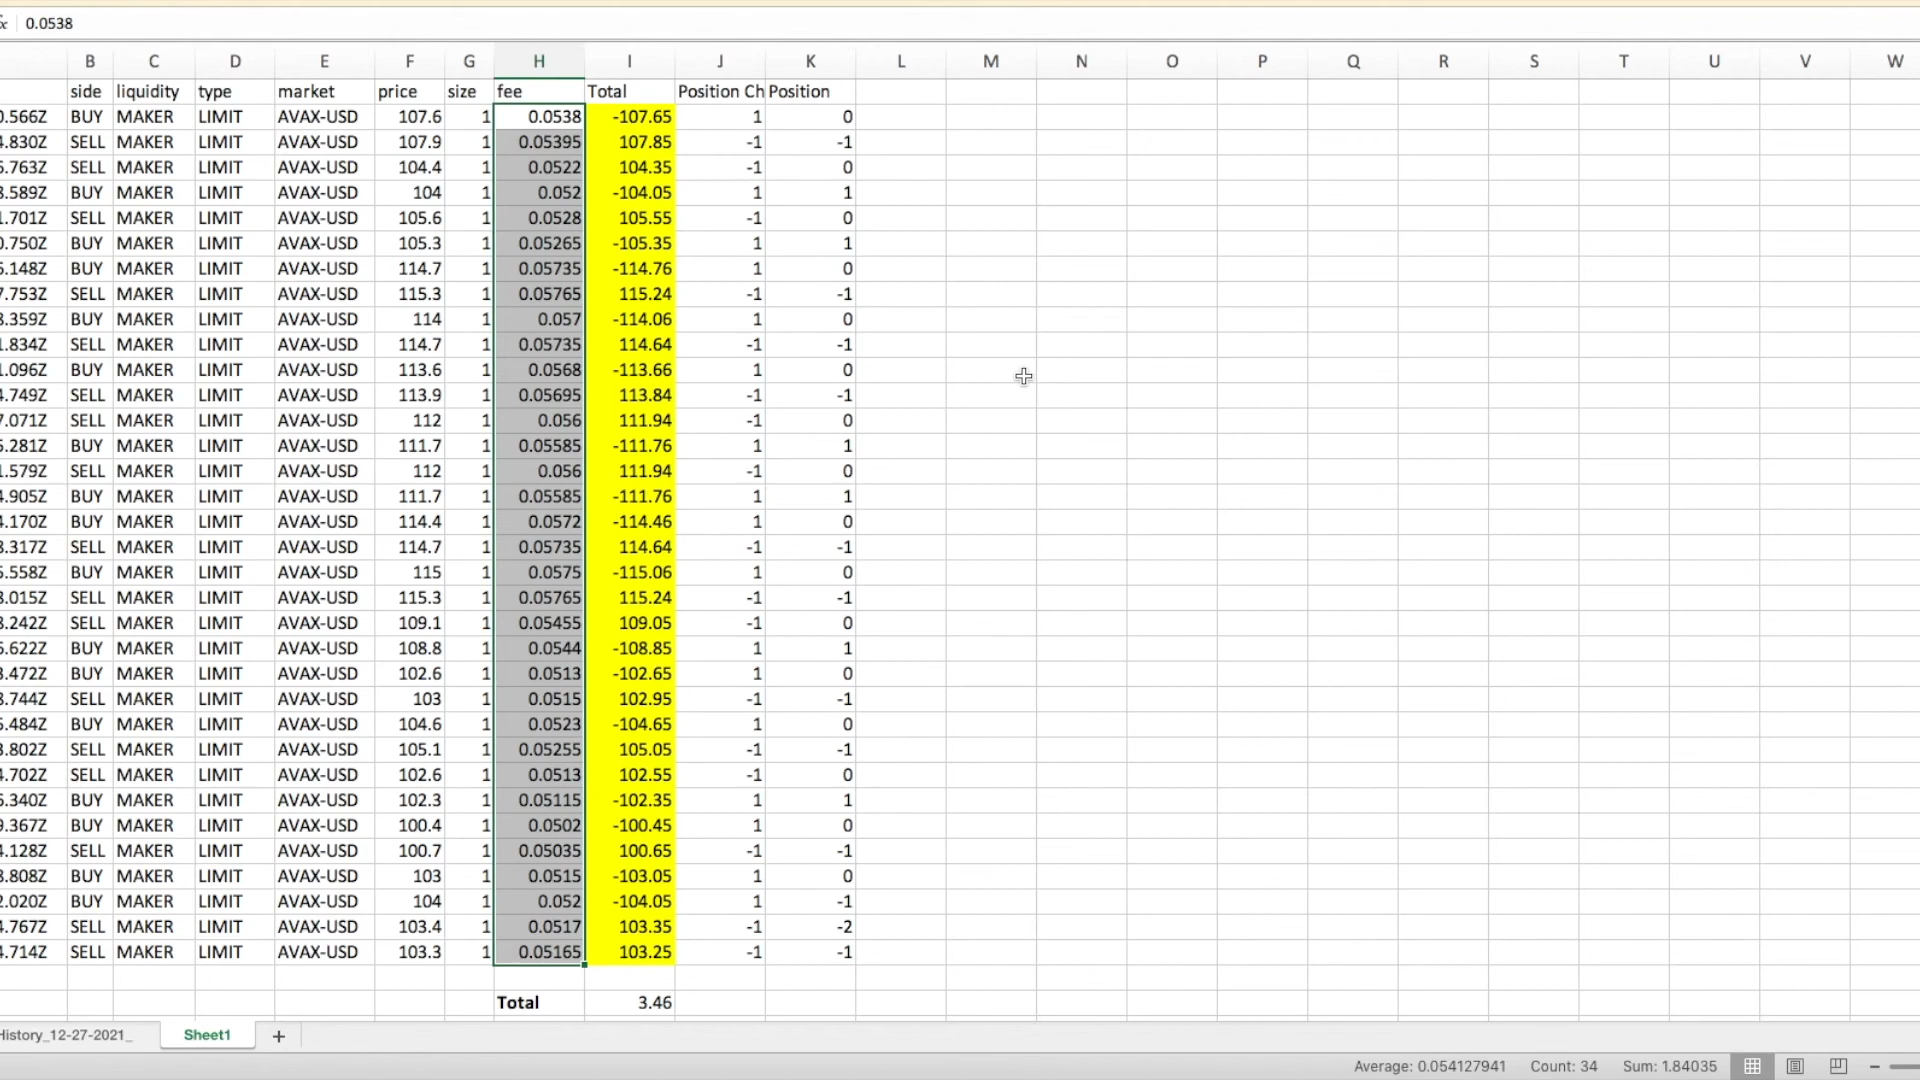 0.0538
B C D E F G H I J K L M N O P Q R S T U V W
side liquidity type market price size fee Total Position Ch Position
0.566Z BUY MAKER LIMIT AVAX-USD 107.6 1 0.0538 -107.65 1 0
4.830Z SELL MAKER LIMIT AVAX-USD 107.9 1 0.05395 107.85 -1 -1
.763Z SELL MAKER LIMIT AVAX-USD 104.4 1 0.0522 104.35 -1 0
.589Z BUY MAKER LIMIT AVAX-USD 104 1 0.052 -104.05 1 1
.701Z SELL MAKER LIMIT AVAX-USD 105.6 1 0.0528 105.55 -1 0
0.750Z BUY MAKER LIMIT AVAX-USD 105.3 1 0.05265 -105.35 1 1
.148Z BUY MAKER LIMIT AVAX-USD 114.7 1 0.05735 -114.76 1 0
7.753Z SELL MAKER LIMIT AVAX-USD 115.3 1 0.05765 115.24 -1 -1
.359Z BUY MAKER LIMIT AVAX-USD 114 1 0.057 -114.06 1 0
.834Z SELL MAKER LIMIT AVAX-USD 114.7 1 0.05735 114.64 -1 -1
.096Z BUY MAKER LIMIT AVAX-USD 113.6 1 0.0568 -113.66 1 0
4.749Z SELL MAKER LIMIT AVAX-USD 113.9 1 0.05695 113.84 -1 -1
7.071Z SELL MAKER LIMIT AVAX-USD 112 1 0.056 111.94 -1 0
.281Z BUY MAKER LIMIT AVAX-USD 111.7 1 0.05585 -111.76 1 1
.579Z SELL MAKER LIMIT AVAX-USD 112 1 0.056 111.94 -1 0
4.905Z BUY MAKER LIMIT AVAX-USD 111.7 1 0.05585 -111.76 1 1
4.170Z BUY MAKER LIMIT AVAX-USD 114.4 1 0.0572 -114.46 1 0
.317Z SELL MAKER LIMIT AVAX-USD 114.7 1 0.05735 114.64 -1 -1
.558Z BUY MAKER LIMIT AVAX-USD 115 1 0.0575 -115.06 1 0
.015Z SELL MAKER LIMIT AVAX-USD 115.3 1 0.05765 115.24 -1 -1
.242Z SELL MAKER LIMIT AVAX-USD 109.1 1 0.05455 109.05 -1 0
.622Z BUY MAKER LIMIT AVAX-USD 108.8 1 0.0544 -108.85 1 1
.472Z BUY MAKER LIMIT AVAX-USD 102.6 1 0.0513 -102.65 1 0
.744Z SELL MAKER LIMIT AVAX-USD 103 1 0.0515 102.95 -1 -1
.484Z BUY MAKER LIMIT AVAX-USD 104.6 1 0.0523 -104.65 1 0
.802Z SELL MAKER LIMIT AVAX-USD 105.1 1 0.05255 105.05 -1 -1
4.702Z SELL MAKER LIMIT AVAX-USD 102.6 1 0.0513 102.55 -1 0
.340Z BUY MAKER LIMIT AVAX-USD 102.3 1 0.05115 -102.35 1 1
9.367Z BUY MAKER LIMIT AVAX-USD 100.4 1 0.0502 -100.45 1 0
4.128Z SELL MAKER LIMIT AVAX-USD 100.7 1 0.05035 100.65 -1 -1
.808Z BUY MAKER LIMIT AVAX-USD 103 1 0.0515 -103.05 1 0
2.020Z BUY MAKER LIMIT AVAX-USD 104 1 0.052 -104.05 1 -1
4.767Z SELL MAKER LIMIT AVAX-USD 103.4 1 0.0517 103.35 -1 -2
4.714Z SELL MAKER LIMIT AVAX-USD 103.3 1 0.05165 103.25 -1 -1
Total 3.46
History_12-27-2021_ Sheet1 +
Average: 0.054127941 Count: 34 Sum: 1.84035